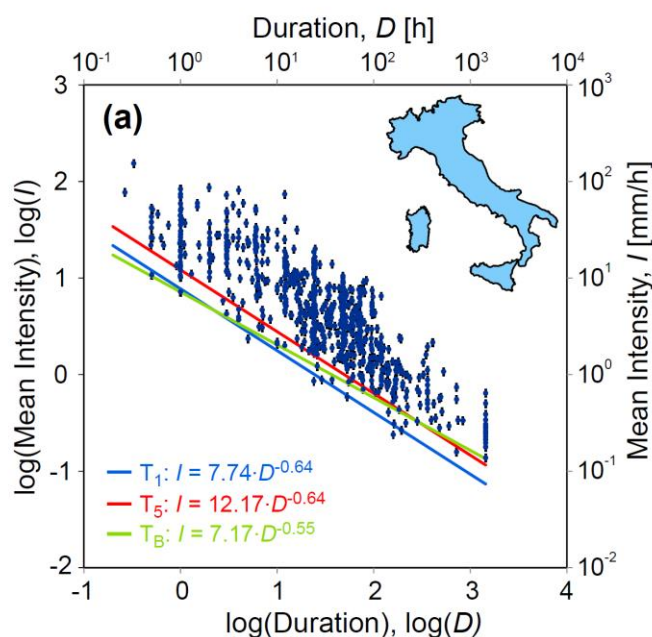 Duration, D [h]
10⁻¹ 10⁰ 10¹ 10² 10³ 10⁴
(a)
log(Mean Intensity), log(I)
3
2
1
0
-1
-2
Mean Intensity, I [mm/h]
10³
10²
10¹
10⁰
10⁻¹
10⁻²
T₁: I = 7.74·D⁻⁰·⁶⁴
T₅: I = 12.17·D⁻⁰·⁶⁴
T_B: I = 7.17·D⁻⁰·⁵⁵
-1 0 1 2 3 4
log(Duration), log(D)